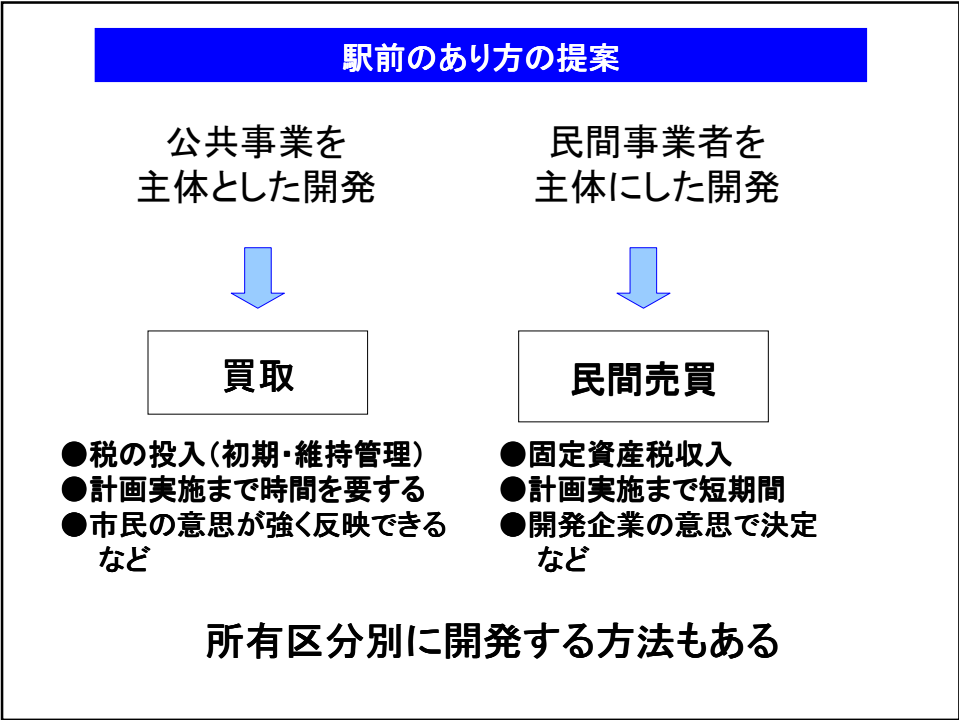 駅前のあり方の提案
公共事業を
主体とした開発
買取
●税の投入(初期・維持管理)
●計画実施まで時間を要する
●市民の意思が強く反映できる
など
民間事業者を
主体にした開発
民間売買
●固定資産税収入
●計画実施まで短期間
●開発企業の意思で決定
など
所有区分別に開発する方法もある